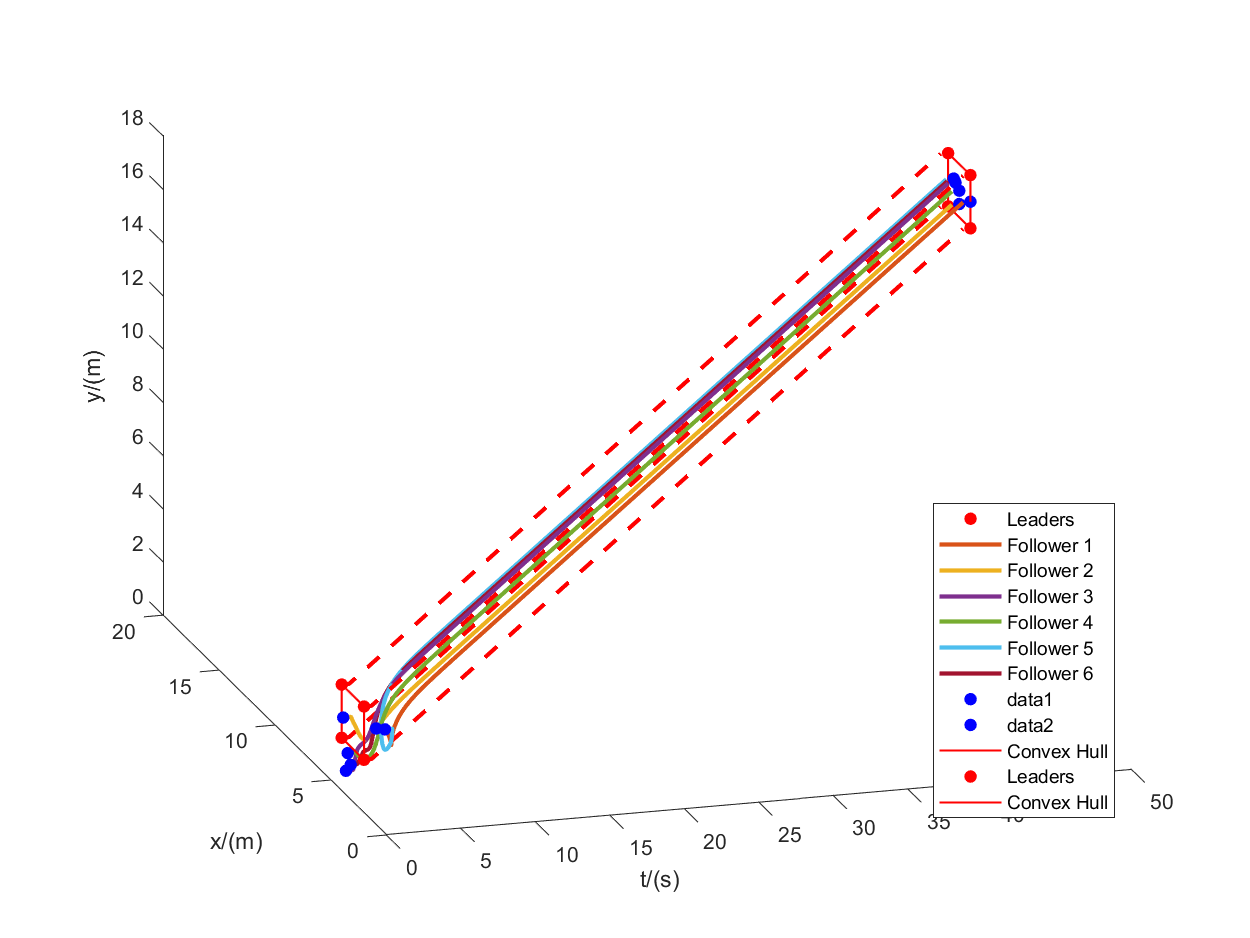 18
16
14
12
10
8
6
4
2
0
y/(m)
20
15
10
5
0
x/(m)
0
5
10
15
20
25
30
35
40
50
t/(s)
Leaders
Follower 1
Follower 2
Follower 3
Follower 4
Follower 5
Follower 6
data1
data2
Convex Hull
Leaders
Convex Hull